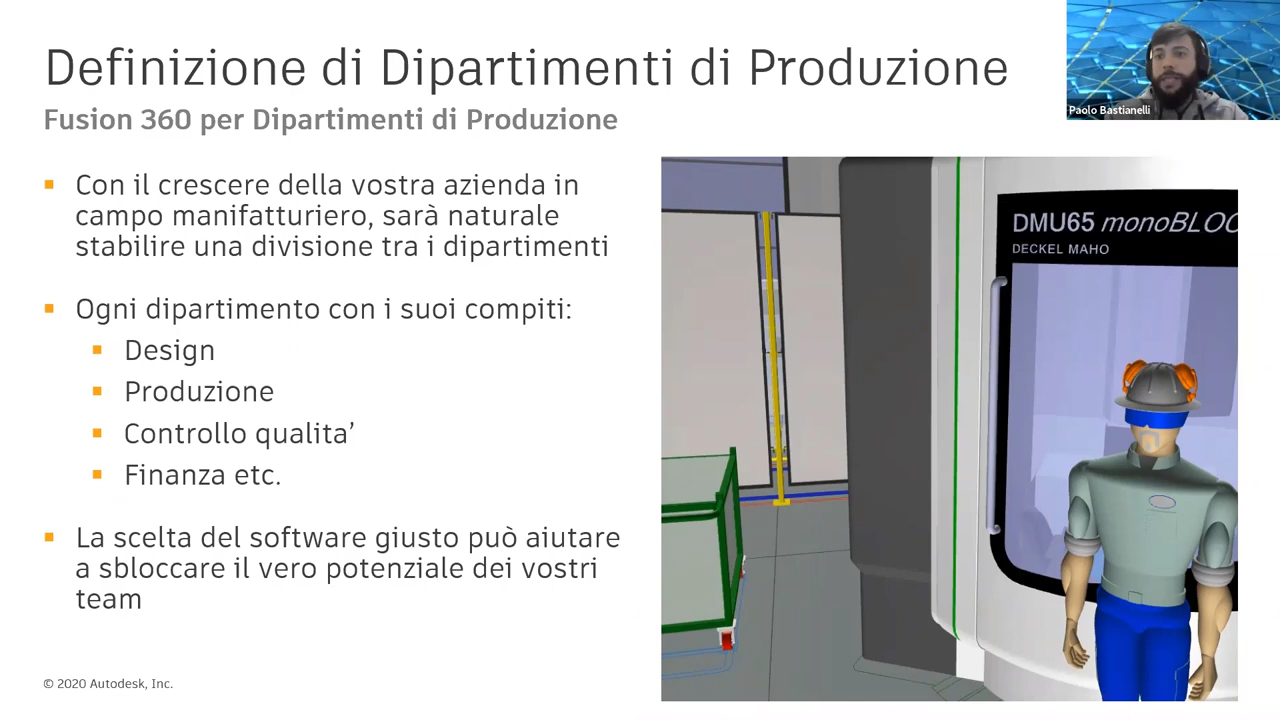 Definizione di Dipartimenti di Produzione
Fusion 360 per Dipartimenti di Produzione
Paolo Bastianelli
Con il crescere della vostra azienda in
campo manifatturiero, sarà naturale
stabilire una divisione tra i dipartimenti
Ogni dipartimento con i suoi compiti:
Design
Produzione
Controllo qualita’
Finanza etc.
La scelta del software giusto può aiutare
a sbloccare il vero potenziale dei vostri
team
DMU65 monoBLOC
DECKEL MAHO
© 2020 Autodesk, Inc.